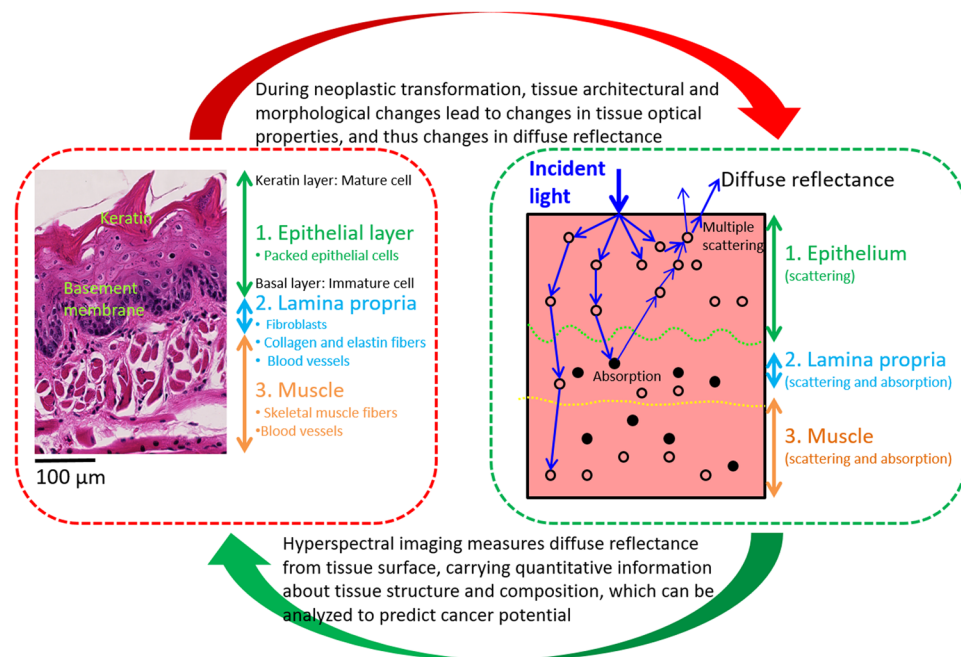 During neoplastic transformation, tissue architectural and
morphological changes lead to changes in tissue optical
properties, and thus changes in diffuse reflectance
Keratin layer: Mature cell
Keratin
1. Epithelial layer
• Packed epithelial cells
Basal layer: Immature cell
Basement
membrane
2. Lamina propria
• Fibroblasts
• Collagen and elastin fibers
• Blood vessels
3. Muscle
• Skeletal muscle fibers
•Blood vessels
100 µm
Incident
light
Diffuse reflectance
Multiple
scattering
1. Epithelium
(scattering)
Absorption
2. Lamina propria
(scattering and absorption)
3. Muscle
(scattering and absorption)
Hyperspectral imaging measures diffuse reflectance
from tissue surface, carrying quantitative information
about tissue structure and composition, which can be
analyzed to predict cancer potential